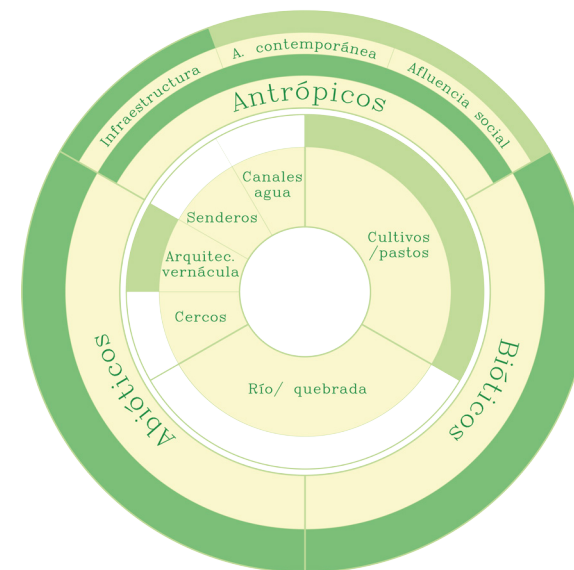 A. contemporánea
Infraestructura
Afluencia social
Antrópicos
Canales
agua
Senderos
Cultivos
/pastos
Arquitec.
vernácula
Cercos
Río/ quebrada
Abióticos
Bióticos